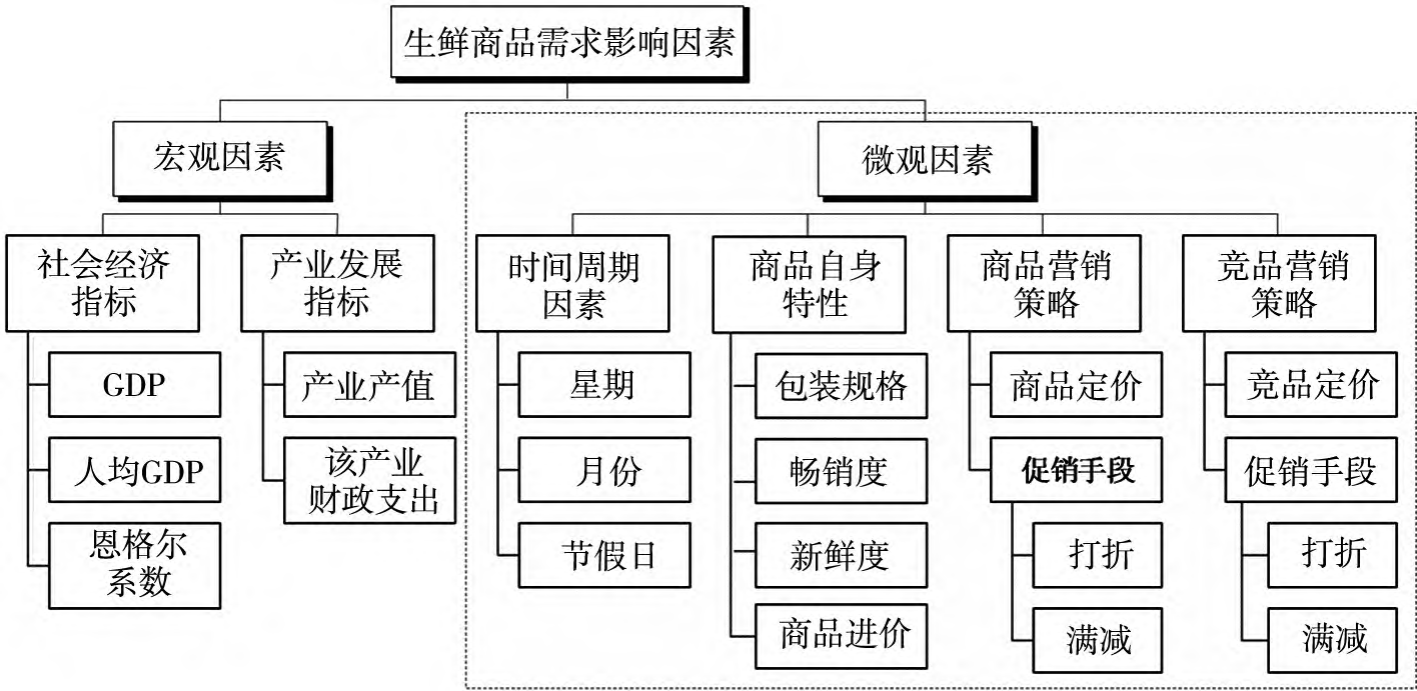 生鲜商品需求影响因素
宏观因素
微观因素
社会经济
指标
产业发展
指标
时间周期
因素
商品自身
特性
商品营销
策略
竞品营销
策略
GDP
人均GDP
恩格尔
系数
产业产值
该产业
财政支出
星期
月份
节假日
包装规格
畅销度
新鲜度
商品进价
商品定价
促销手段
打折
满减
竞品定价
促销手段
打折
满减